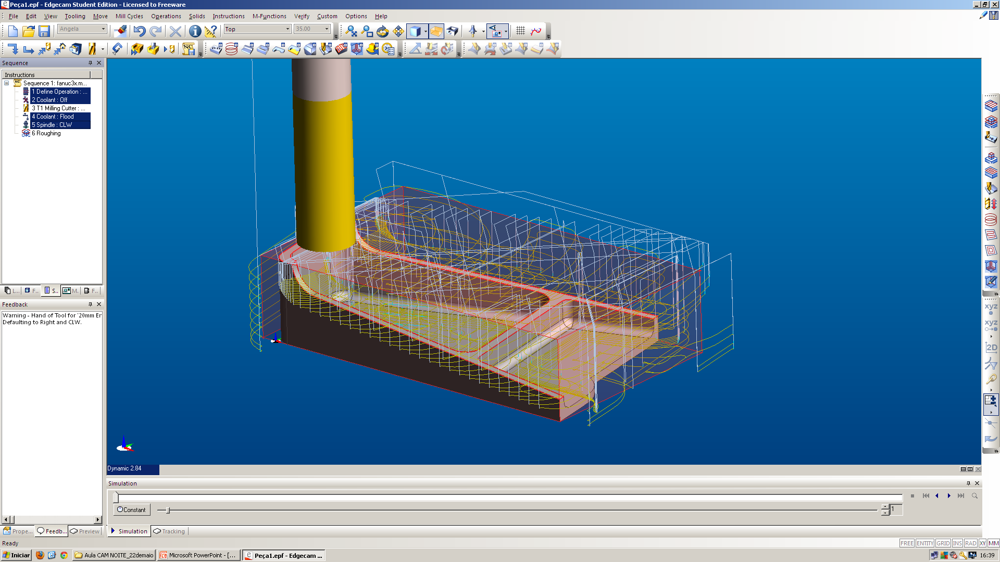 Peça1.epf - Edgecam Student Edition - Licensed to Freeware
File Edit View Tooling Move Mill Cycles Operations Solids Instructions M-Functions Verify Custom Options Help
Angela Top 35.00
Sequence
Instructions
Sequence 1: fanuc3x.m...
1 Define Operation : ...
2 Coolant : Off
3 T1 Milling Cutter : ...
4 Coolant : Flood
5 Spindle : CLW
6 Roughing
L... F.. S.. M. F..
Feedback
Warning - Hand of Tool for '20mm Er
Defaulting to Right and CLW.
xyz
xyz
2D
Dynamic 2.84
Simulation
Constant 1
Prope... Feedb... Preview
Simulation Tracking
Ready
FREE ENTITY GRID INS RAD XY MM
Iniciar Aula CAM NOITE_22demaio Microsoft PowerPoint - [... Peça1.epf - Edgecam ... 16:39